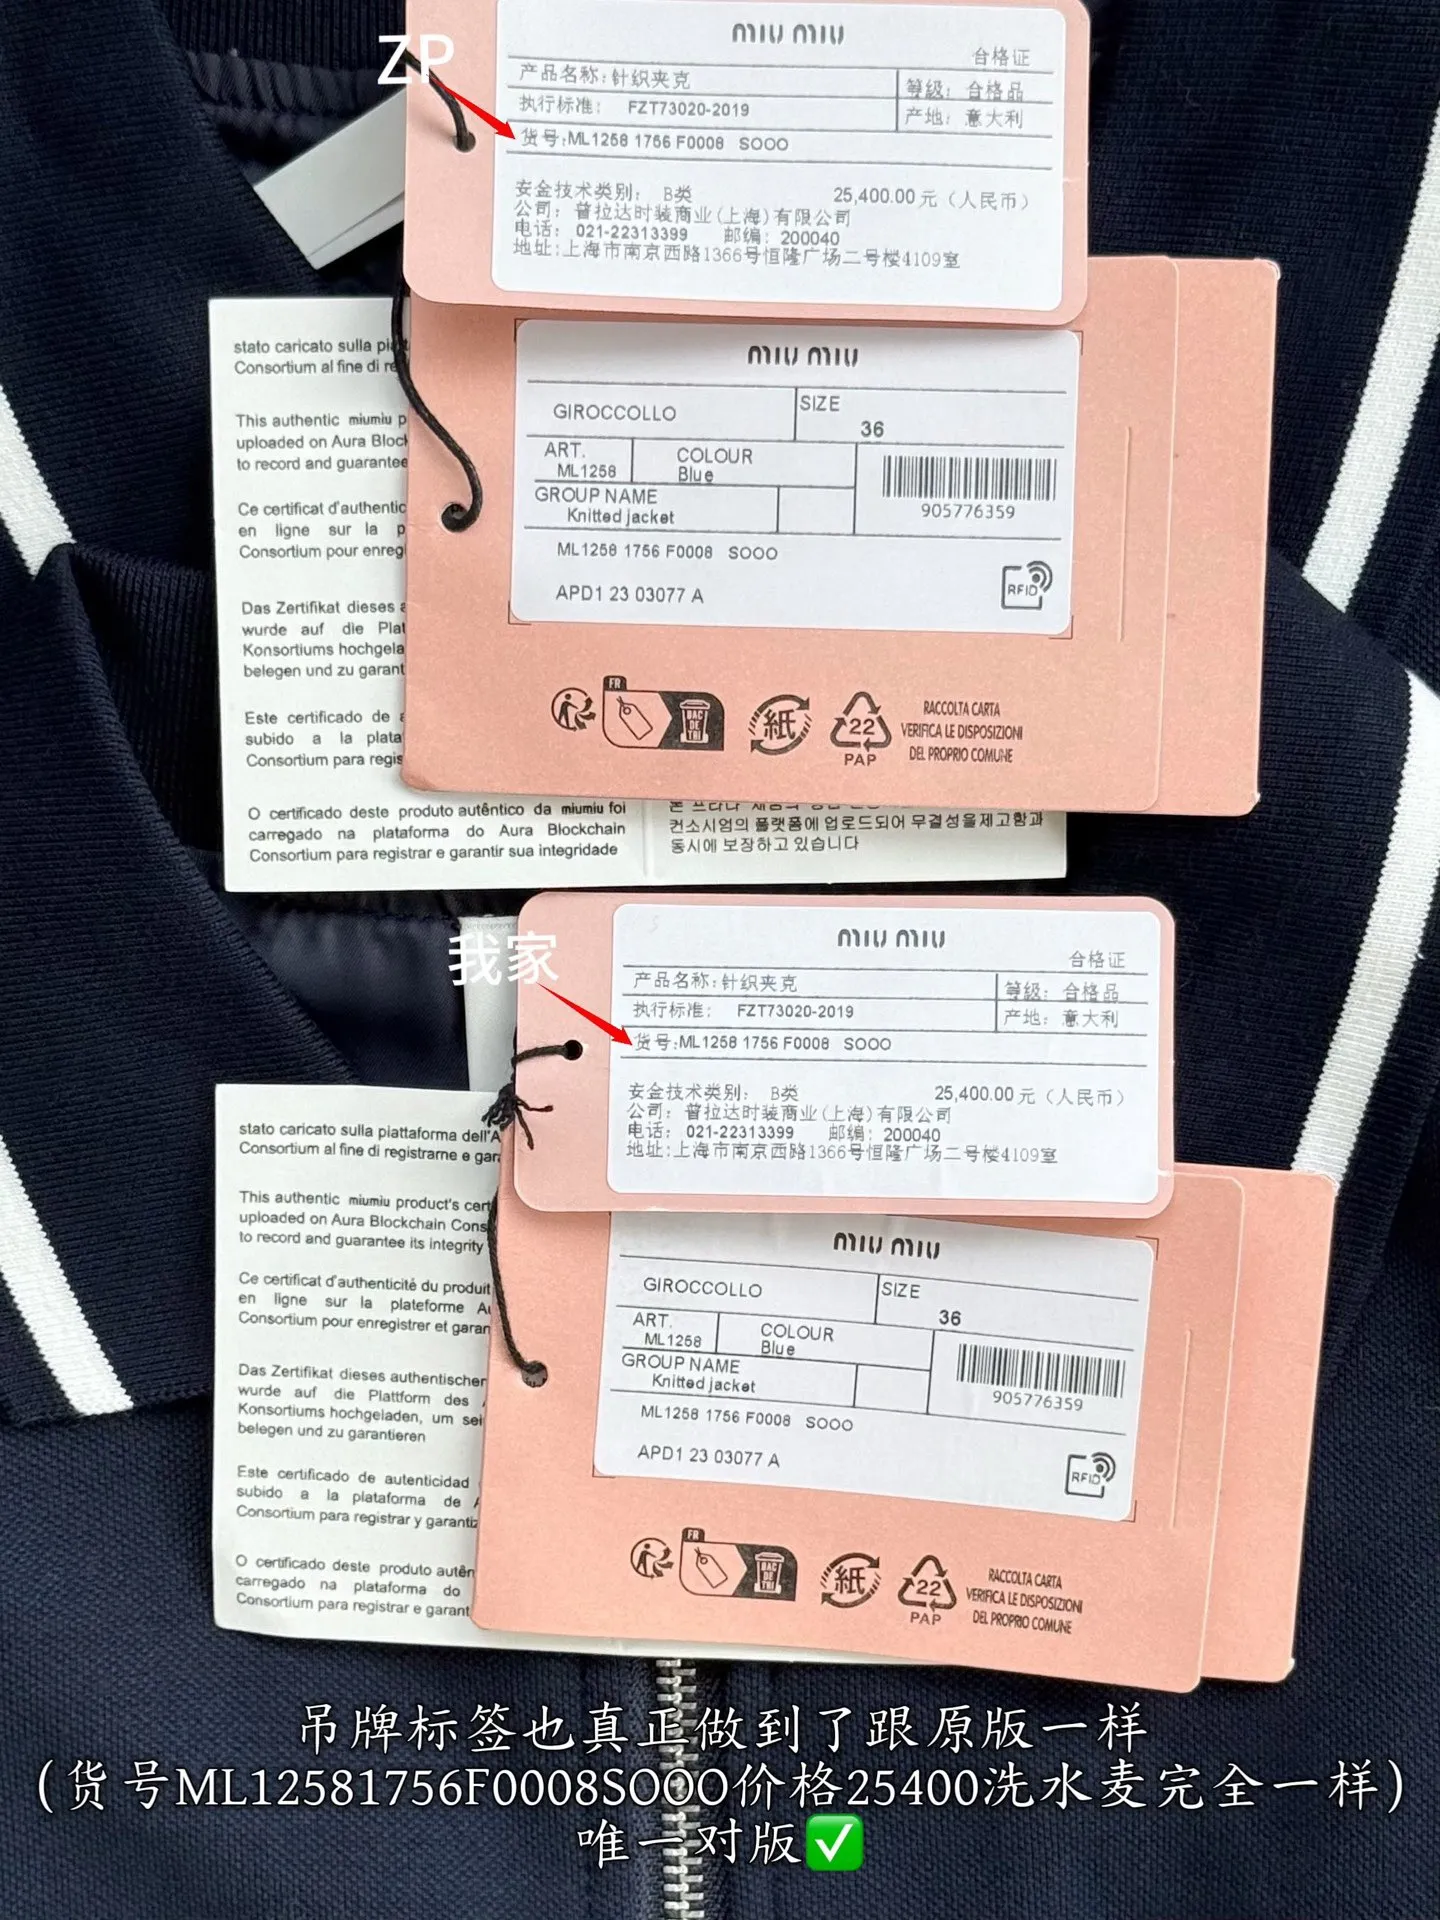 ZP
miu miu
合格证
产品名称:针织夹克
等级: 合格品
执行标准: FZT73020-2019
产地: 意大利
货号:ML1258 1756 F0008 SOOO
安全技术类别: B类 25,400.00元（人民币）
公司: 普拉达时装商业(上海)有限公司
电话: 021-22313399 邮编: 200040
地址:上海市南京西路1366号恒隆广场二号楼4109室
miu miu
GIROCCOLLO
SIZE
36
ART.
ML1258
COLOUR
Blue
GROUP NAME
Knitted jacket
905776359
ML1258 1756 F0008 SOOO
APD1 23 03077 A
RFID
FR
BAC
DE
TRI
紙
22
PAP
RACCOLTA CARTA
VERIFICA LE DISPOSIZIONI
DEL PROPRIO COMUNE
stato caricato sulla
Consortium al fine di
This authentic miumiu
uploaded on Aura
to record and guarantee
Ce certificat d'authentic
en ligne sur la
Consortium pour
Das Zertifikat dieses
wurde auf die
Konsortiums
belegen und zu
Este certificado de
subido a la
Consortium para
O certificado deste produto autêntico da miumiu foi
carregado na plataforma do Aura Blockchain
Consortium para registrar e garantir sua integridade
컨소시엄의 플랫폼에 업로드되어 무결성을제고함과
동시에 보장하고 있습니다
我家
miu miu
合格证
产品名称:针织夹克
等级: 合格品
执行标准: FZT73020-2019
产地: 意大利
货号:ML1258 1756 F0008 SOOO
安全技术类别: B类 25,400.00元（人民币）
公司: 普拉达时装商业(上海)有限公司
电话: 021-22313399 邮编: 200040
地址:上海市南京西路1366号恒隆广场二号楼4109室
miu miu
GIROCCOLLO
SIZE
36
ART.
ML1258
COLOUR
Blue
GROUP NAME
Knitted jacket
905776359
ML1258 1756 F0008 SOOO
APD1 23 03077 A
RFID
FR
BAC
DE
TRI
紙
22
PAP
RACCOLTA CARTA
VERIFICA LE DISPOSIZIONI
DEL PROPRIO COMUNE
stato caricato sulla piattaforma
Consortium al fine di registrarne e
This authentic miumiu product's
uploaded on Aura Blockchain
to record and guarantee its integrity
Ce certificat d'authenticité du produit
en ligne sur la plateforme
Consortium pour enregistrer et
Das Zertifikat dieses authentischen
wurde auf die Plattform des
Konsortiums hochgeladen, um
belegen und zu garantieren
Este certificado de autenticidad
subido a la plataforma de
Consortium para registrar y
O certificado deste produto
carregado na plataforma do
Consortium para registrar e
吊牌标签也真正做到了跟原版一样
(货号ML12581756F0008SOOO价格25400洗水麦完全一样)
唯一对版✅